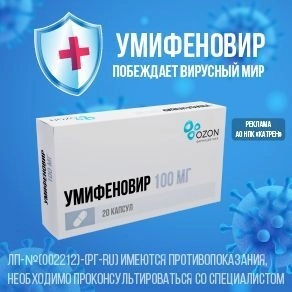 УМИФЕНОВИР
ПОБЕЖДАЕТ ВИРУСНЫЙ МИР
РЕКЛАМА
АО НПК «КАТРЕН»
OZON
УМИФЕНОВИР 100 МГ
20 КАПСУЛ
ЛП-№(002212)-(РГ-RU) ИМЕЮТСЯ ПРОТИВОПОКАЗАНИЯ,
НЕОБХОДИМО ПРОКОНСУЛЬТИРОВАТЬСЯ СО СПЕЦИАЛИСТОМ